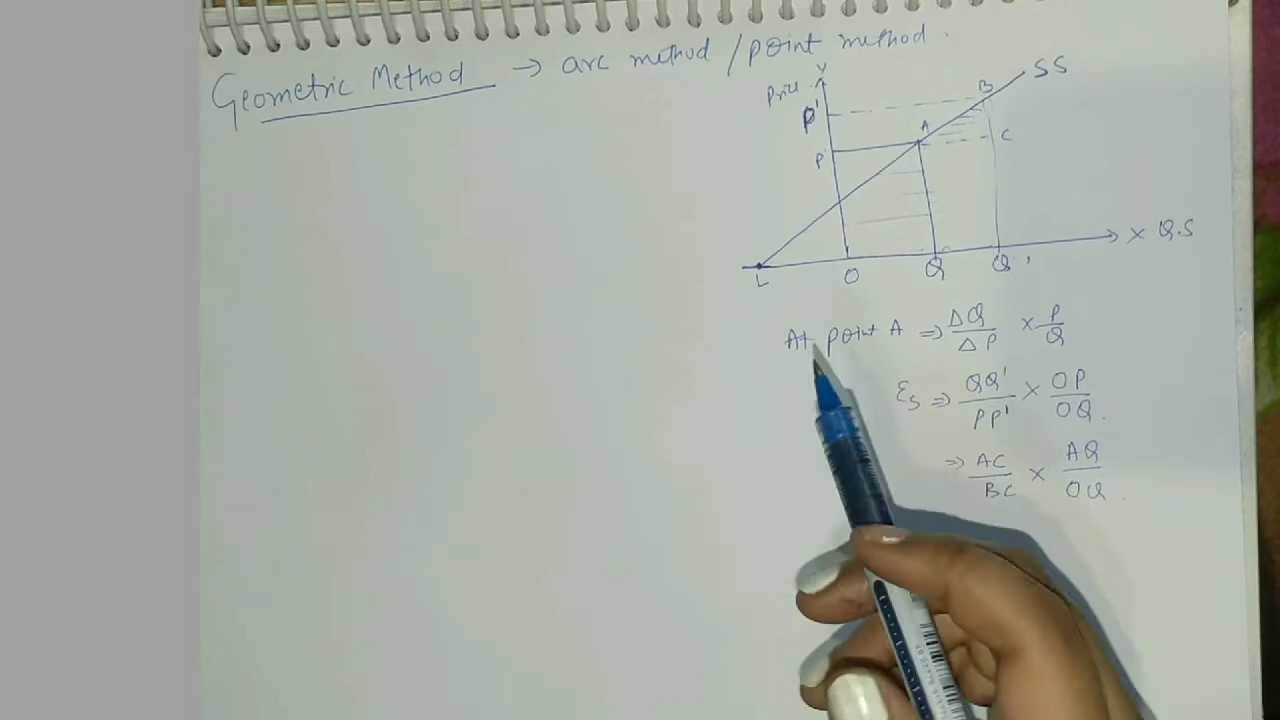 Geometric Method → arc method / point method.
Y
Price
P'
P
SS
B
A
C
L
O
Q
Q'
X Q.S
At point A ⇒ ΔQ/ΔP × P/Q
Es ⇒ QQ'/PP' × OP/OQ.
⇒ AC/BC × AQ/OQ.